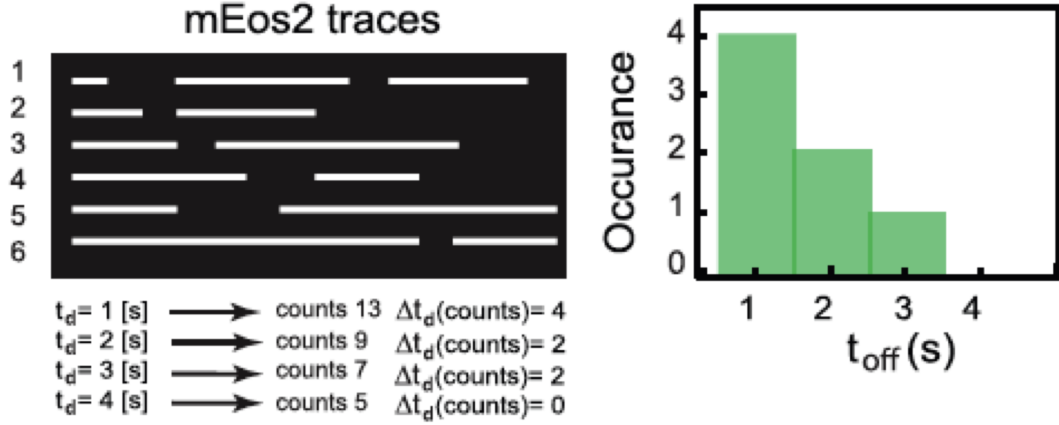 mEos2 traces
1
2
3
4
5
6
t_d= 1 [s] counts 13 Δt_d(counts)= 4
t_d= 2 [s] counts 9 Δt_d(counts)= 2
t_d= 3 [s] counts 7 Δt_d(counts)= 2
t_d= 4 [s] counts 5 Δt_d(counts)= 0
Occurance
4
3
2
1
0
1 2 3 4
t_off (s)